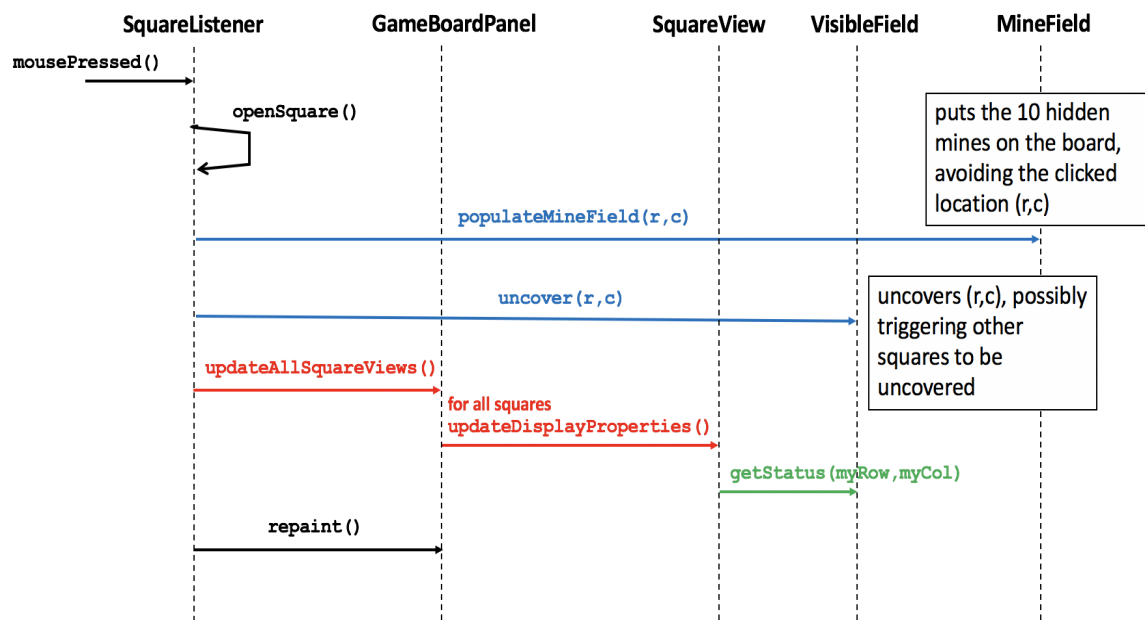 SquareListener GameBoardPanel SquareView VisibleField MineField
mousePressed()
openSquare()
puts the 10 hidden
mines on the board,
avoiding the clicked
location (r,c)
populateMineField(r,c)
uncover(r,c)
uncovers (r,c), possibly
triggering other
squares to be
uncovered
updateAllSquareViews()
for all squares
updateDisplayProperties()
getStatus(myRow,myCol)
repaint()